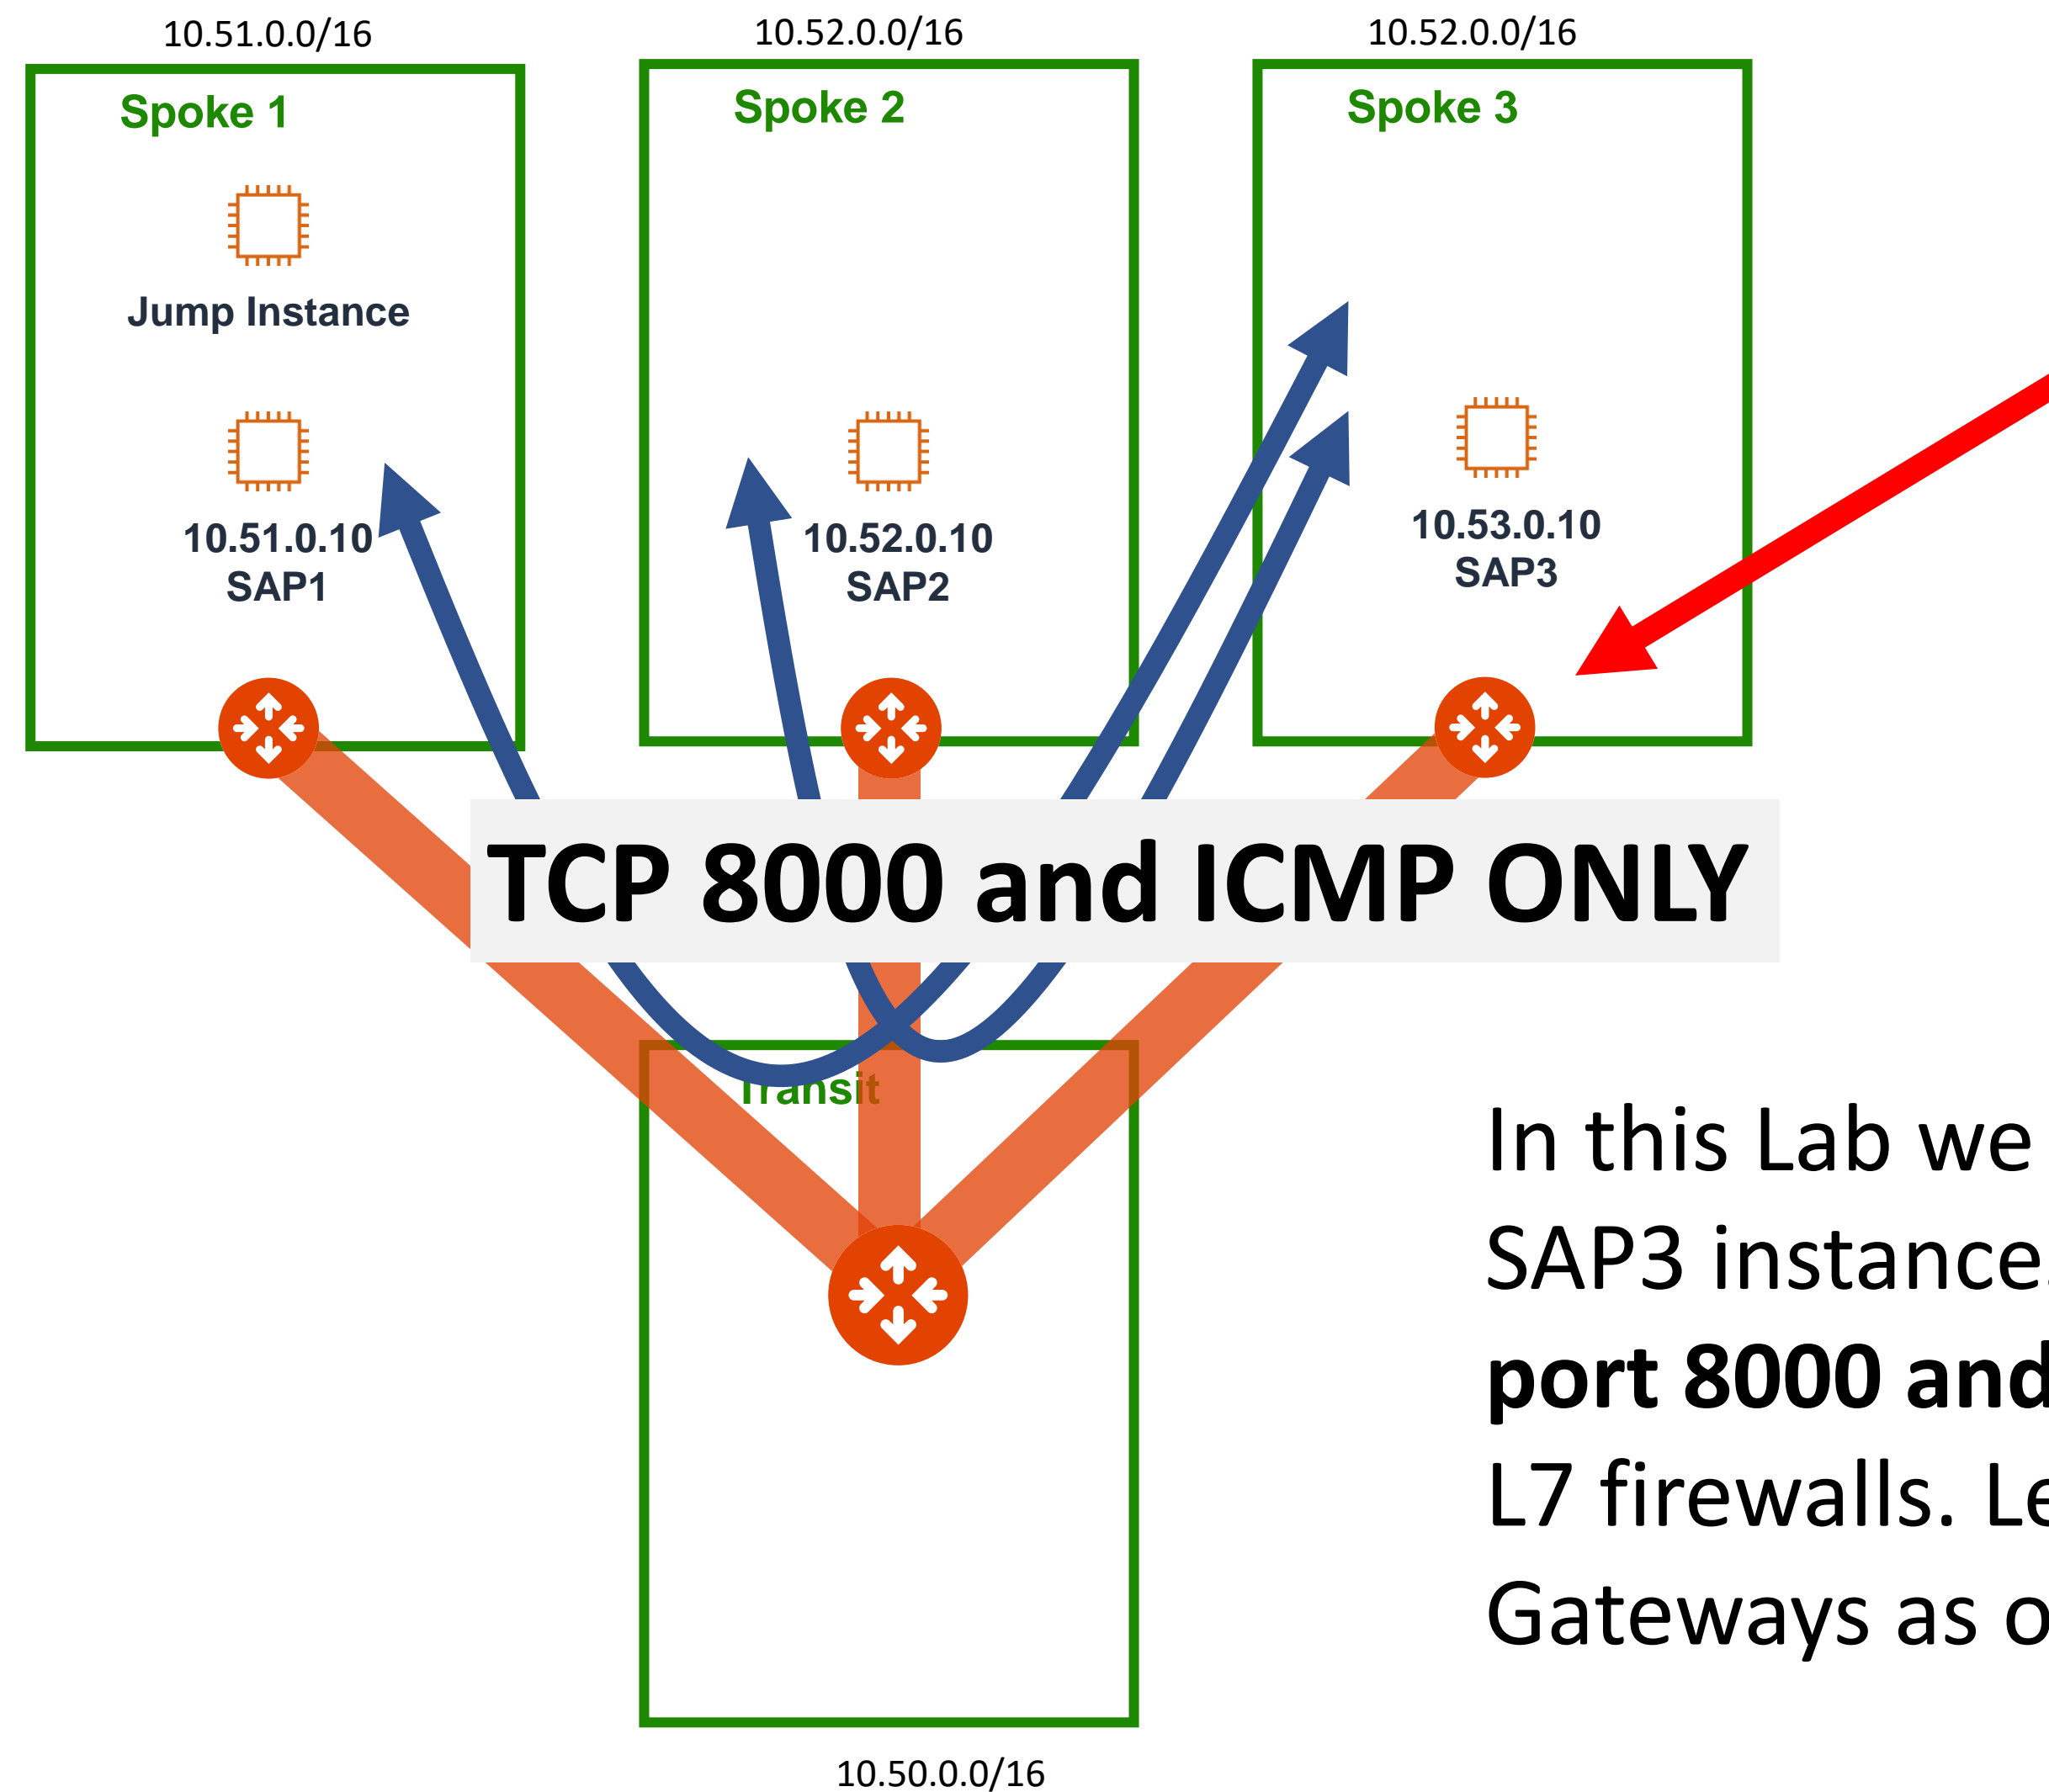 10.51.0.0/16
10.52.0.0/16
10.52.0.0/16
Spoke 1
Spoke 2
Spoke 3
Jump Instance
10.51.0.10
SAP1
10.52.0.10
SAP2
10.53.0.10
SAP3
TCP 8000 and ICMP ONLY
Transit
In this Lab we
SAP3 instance.
port 8000 and
L7 firewalls. Le
Gateways as o
10.50.0.0/16